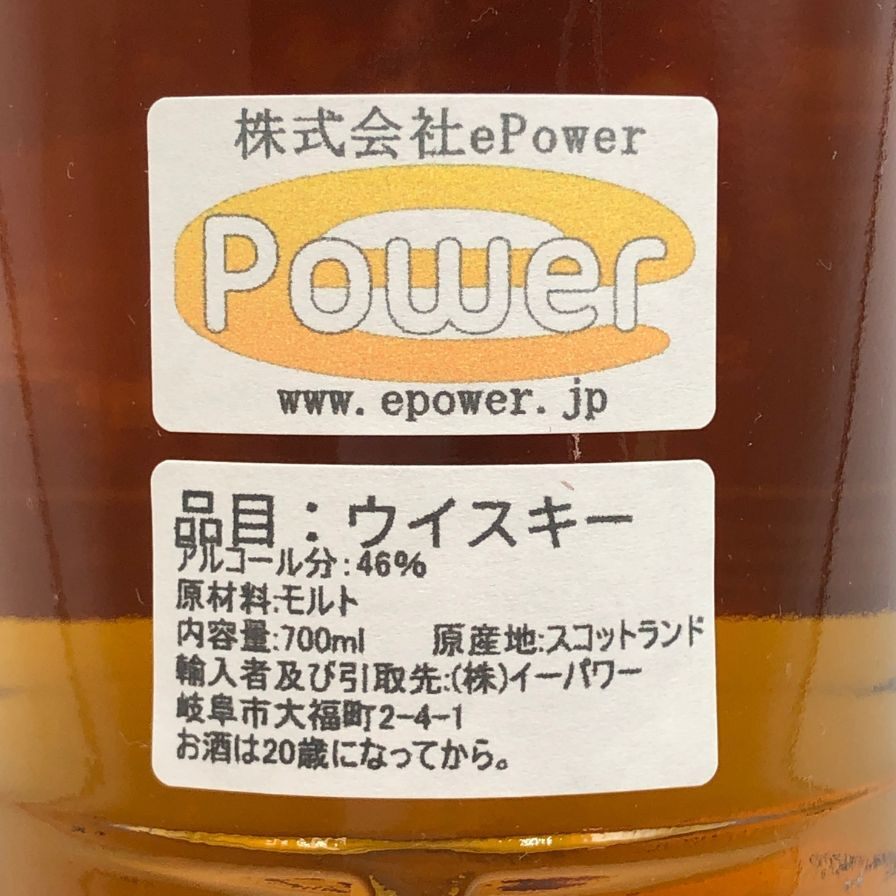 株式会社ePower
Power
www.epower.jp
品目：ウイスキー
アルコール分:46%
原材料:モルト
内容量:700ml 原産地:スコットランド
輸入者及び引取先:(株)イーパワー
岐阜市大福町2-4-1
お酒は20歳になってから。